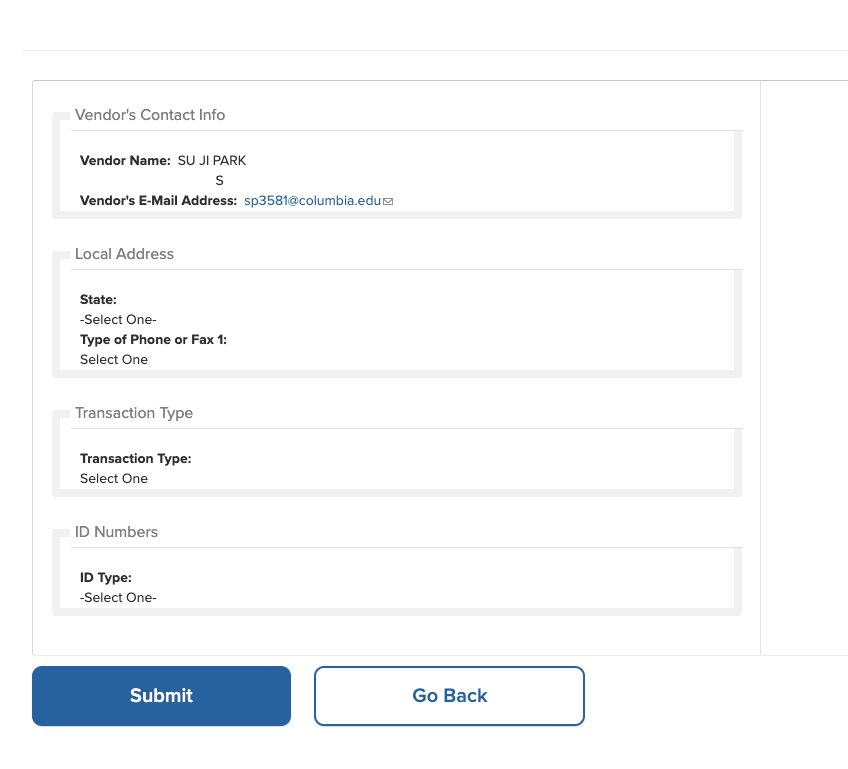 Vendor's Contact Info
Vendor Name: SU JI PARK
S
Vendor's E-Mail Address: sp3581@columbia.edu
Local Address
State:
-Select One-
Type of Phone or Fax 1:
Select One
Transaction Type
Transaction Type:
Select One
ID Numbers
ID Type:
-Select One-
Submit
Go Back